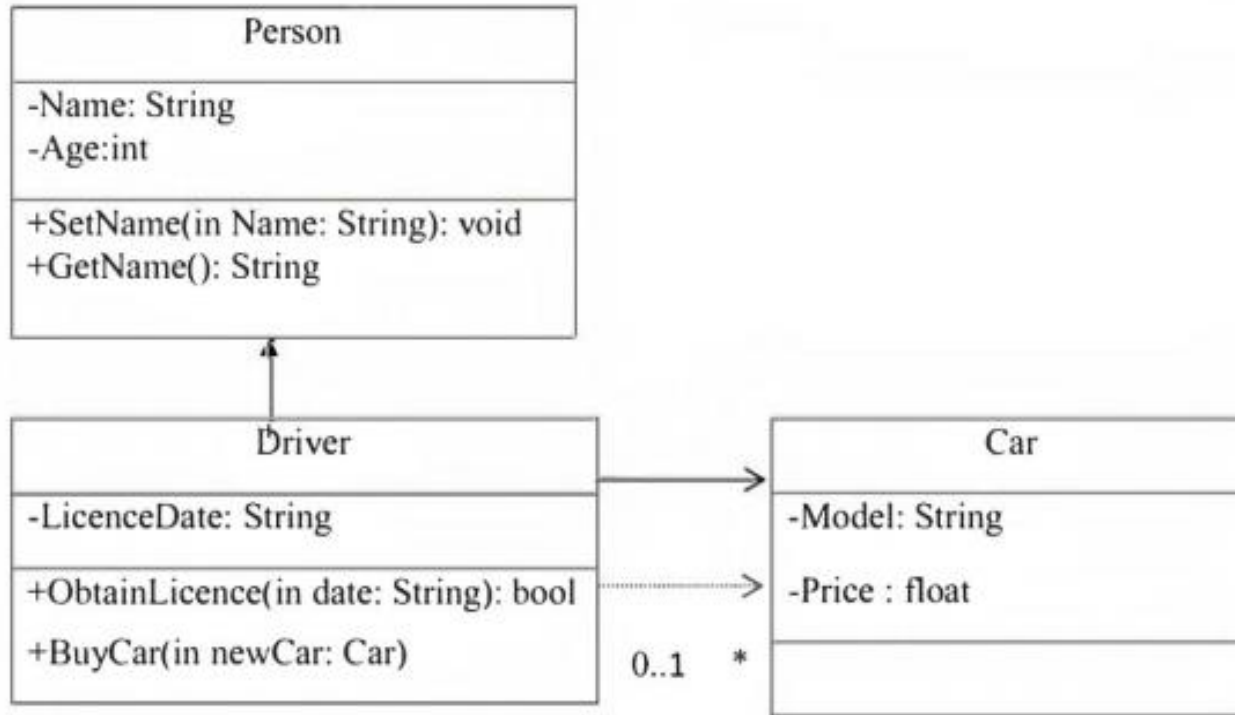 Person
-Name: String
-Age:int
+SetName(in Name: String): void
+GetName(): String
Driver
-LicenceDate: String
+ObtainLicence(in date: String): bool
+BuyCar(in newCar: Car)
0..1 *
Car
-Model: String
-Price : float